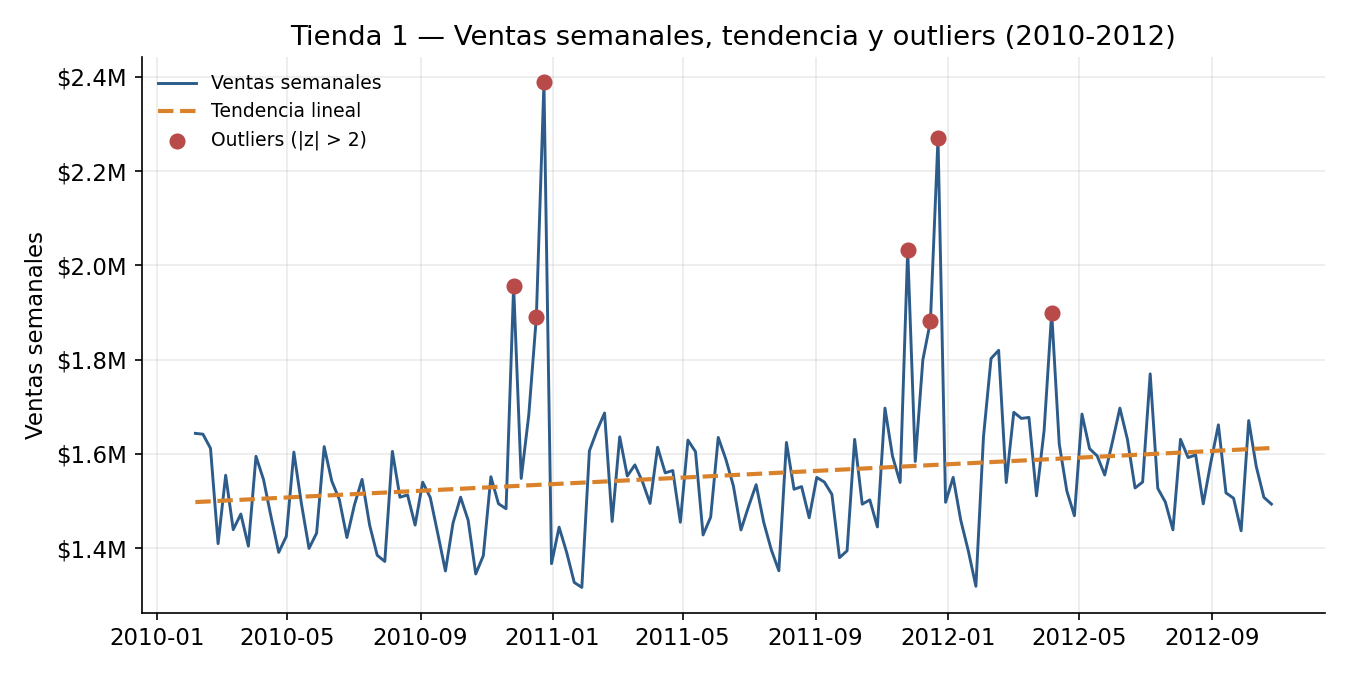 Tienda 1 — Ventas semanales, tendencia y outliers (2010-2012)
Ventas semanales
Tendencia lineal
Outliers (|z| > 2)
Ventas semanales
$2.4M
$2.2M
$2.0M
$1.8M
$1.6M
$1.4M
2010-01 2010-05 2010-09 2011-01 2011-05 2011-09 2012-01 2012-05 2012-09